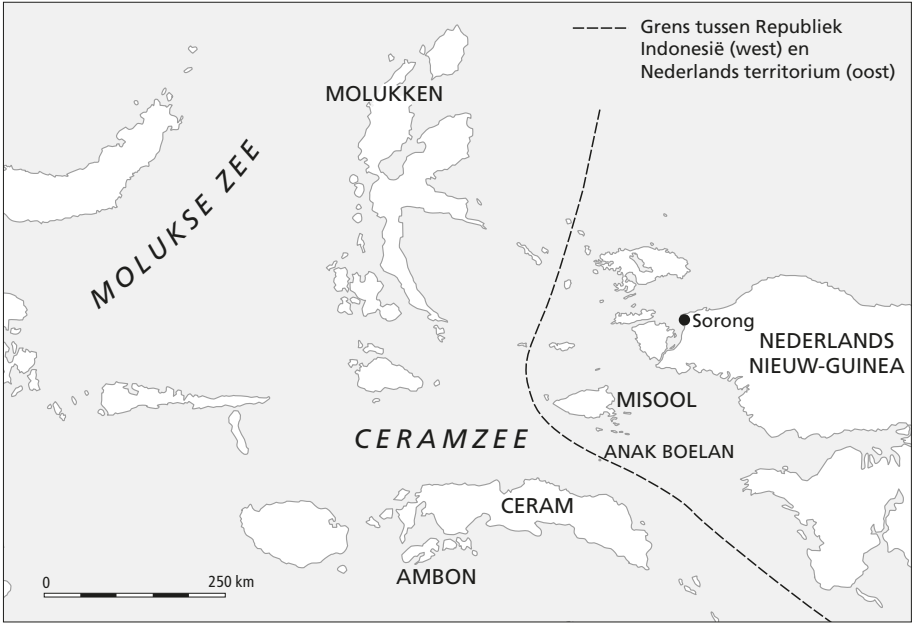 Grens tussen Republiek
Indonesië (west) en
Nederlands territorium (oost)
MOLUKKEN
MOLUKSE ZEE
Sorong
NEDERLANDS
NIEUW-GUINEA
MISOOL
CERAMZEE
ANAK BOELAN
CERAM
AMBON
0 250 km